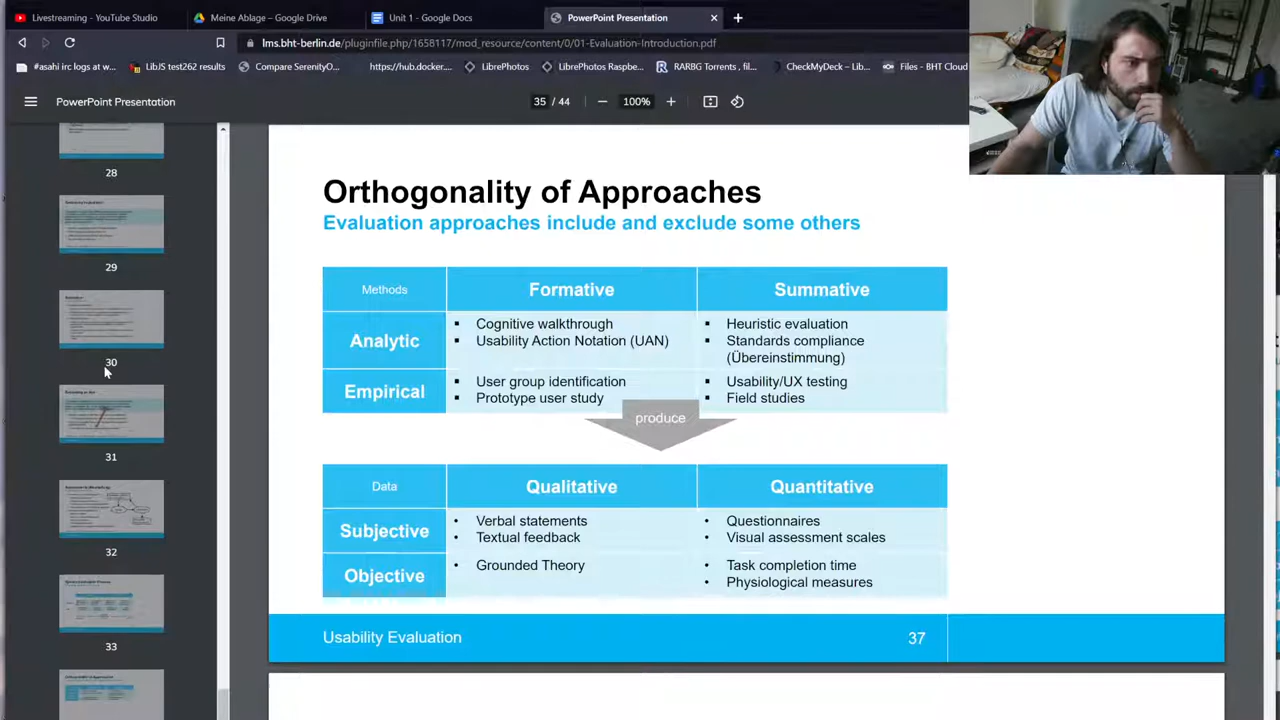 Livestreaming - YouTube Studio
Meine Ablage – Google Drive
Unit 1 - Google Docs
PowerPoint Presentation
lms.bht-berlin.de/pluginfile.php/1658117/mod_resource/content/0/01-Evaluation-Introduction.pdf
#asahi irc logs at w...
LibJS test262 results
Compare SerenityO...
https://hub.docker....
LibrePhotos
LibrePhotos Raspbe...
RARBG Torrents , fil...
CheckMyDeck – Lib...
Files - BHT Cloud
PowerPoint Presentation
35 / 44
100%
28
29
30
31
32
33
Orthogonality of Approaches
Evaluation approaches include and exclude some others
Methods
Formative
Summative
Analytic
Cognitive walkthrough
Usability Action Notation (UAN)
Heuristic evaluation
Standards compliance
(Übereinstimmung)
Empirical
User group identification
Prototype user study
Usability/UX testing
Field studies
produce
Data
Qualitative
Quantitative
Subjective
Verbal statements
Textual feedback
Questionnaires
Visual assessment scales
Objective
Grounded Theory
Task completion time
Physiological measures
Usability Evaluation
37